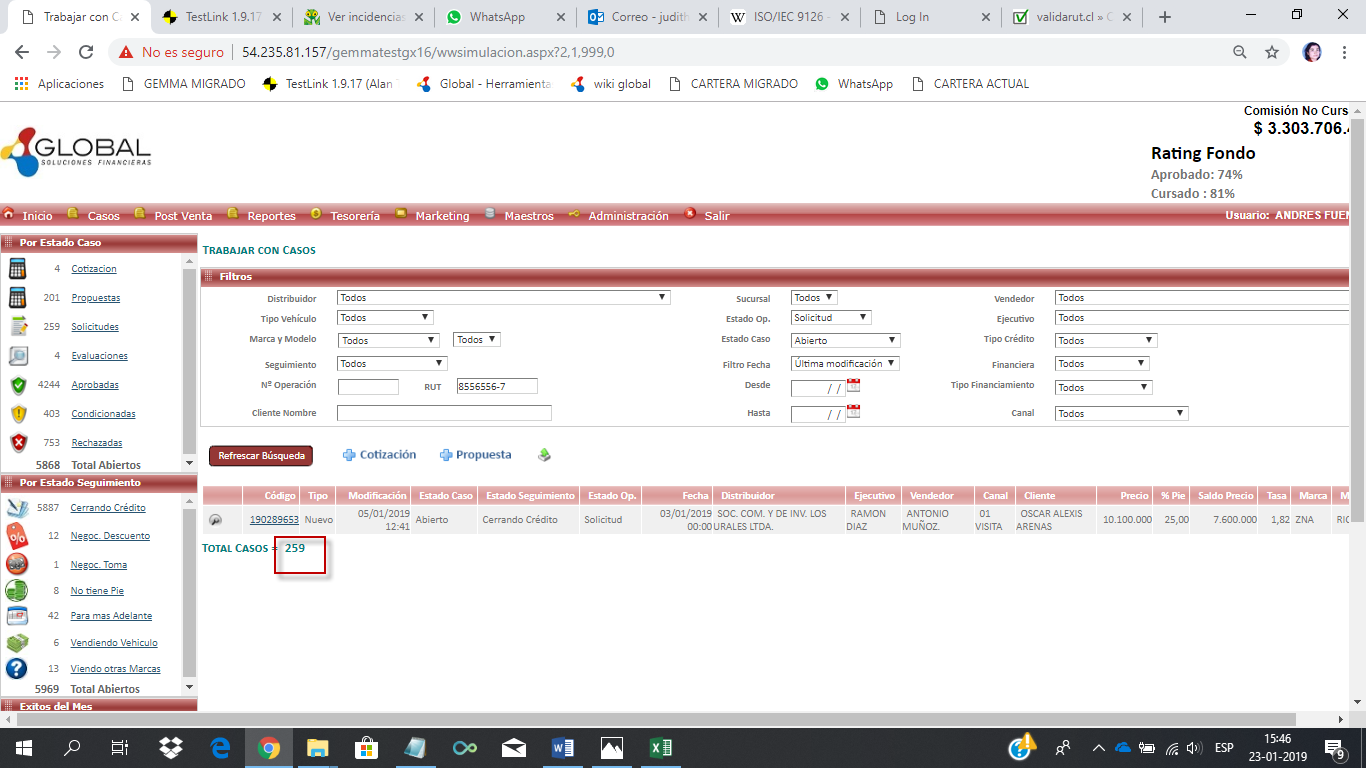 Trabajar con C
TestLink 1.9.17
Ver incidencias
WhatsApp
Correo - judith
ISO/IEC 9126 -
Log In
validarut.cl » C
No es seguro
54.235.81.157/gemmatestgx16/wwsimulacion.aspx?2,1,999,0
Aplicaciones
GEMMA MIGRADO
TestLink 1.9.17 (Alan
Global - Herramienta
wiki global
CARTERA MIGRADO
WhatsApp
CARTERA ACTUAL
GLOBAL
SOLUCIONES FINANCIERAS
Comisión No Curs
$ 3.303.706.4
Rating Fondo
Aprobado: 74%
Cursado : 81%
Inicio Casos Post Venta Reportes Tesorería Marketing Maestros Administración Salir Usuario: ANDRES FUEN
Por Estado Caso
4 Cotizacion
201 Propuestas
259 Solicitudes
4 Evaluaciones
4244 Aprobadas
403 Condicionadas
753 Rechazadas
5868 Total Abiertos
Por Estado Seguimiento
5887 Cerrando Crédito
12 Negoc. Descuento
1 Negoc. Toma
8 No tiene Pie
42 Para mas Adelante
6 Vendiendo Vehículo
13 Viendo otras Marcas
5969 Total Abiertos
Exitos del Mes
TRABAJAR CON CASOS
Filtros
Distribuidor Todos Sucursal Todos Vendedor Todos
Tipo Vehículo Todos Estado Op. Solicitud Ejecutivo Todos
Marca y Modelo Todos Todos Estado Caso Abierto Tipo Crédito Todos
Seguimiento Todos Filtro Fecha Última modificación Financiera Todos
Nº Operación RUT 8556556-7 Desde / / Tipo Financiamiento Todos
Cliente Nombre Hasta / / Canal Todos
Refrescar Búsqueda Cotización Propuesta
Código Tipo Modificación Estado Caso Estado Seguimiento Estado Op. Fecha Distribuidor Ejecutivo Vendedor Canal Cliente Precio % Pie Saldo Precio Tasa Marca M
190289653 Nuevo 05/01/2019 12:41 Abierto Cerrando Crédito Solicitud 03/01/2019 00:00 SOC. COM. Y DE INV. LOS URALES LTDA. RAMON DIAZ ANTONIO MUÑOZ. 01 VISITA OSCAR ALEXIS ARENAS 10.100.000 25,00 7.600.000 1,82 ZNA RIC
TOTAL CASOS = 259
ESP
15:46
23-01-2019
9